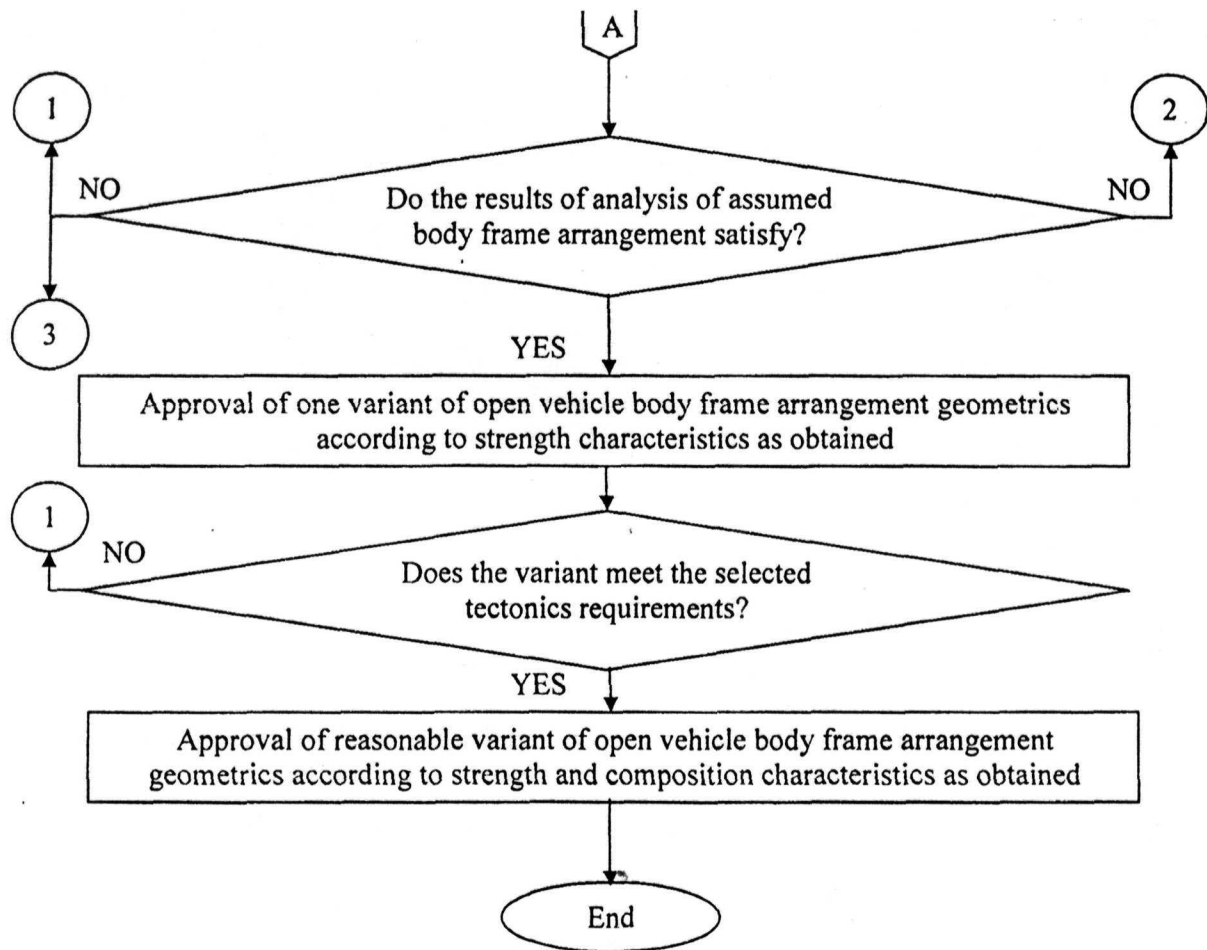 A
1
2
NO
NO
Do the results of analysis of assumed
body frame arrangement satisfy?
3
YES
Approval of one variant of open vehicle body frame arrangement geometrics
according to strength characteristics as obtained
1
NO
Does the variant meet the selected
tectonics requirements?
YES
Approval of reasonable variant of open vehicle body frame arrangement
geometrics according to strength and composition characteristics as obtained
End